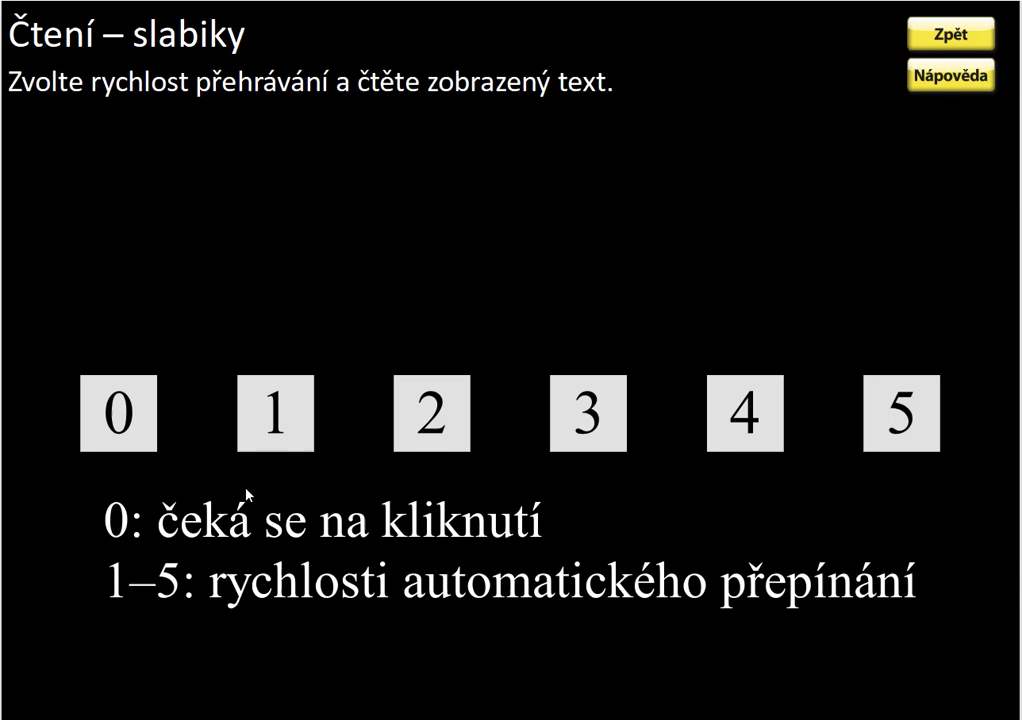 Čtení – slabiky
Zpět
Zvolte rychlost přehrávání a čtěte zobrazený text.
Nápověda
0 1 2 3 4 5
0: čeká se na kliknutí
1–5: rychlosti automatického přepínání